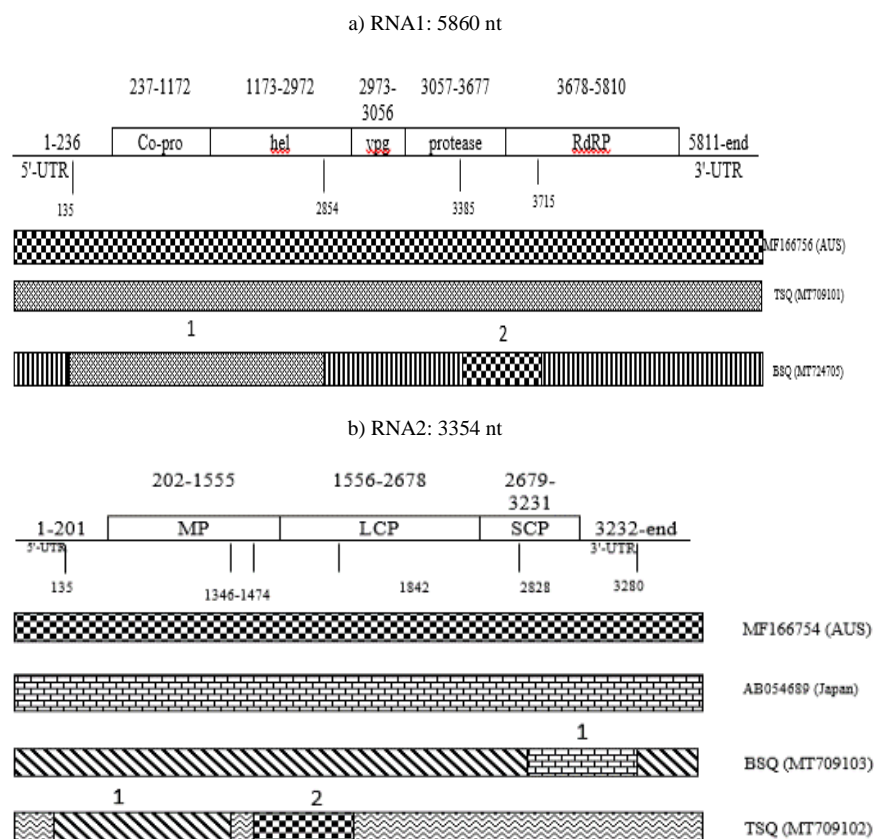 a) RNA1: 5860 nt
237-1172 1173-2972 2973-3056 3057-3677 3678-5810
1-236 Co-pro hel vpg protease RdRP 5811-end
5'-UTR 3'-UTR
135 2854 3385 3715
MF166756 (AUS)
TSQ (MT709101)
1 2
BSQ (MT724705)
b) RNA2: 3354 nt
202-1555 1556-2678 2679-3231
1-201 MP LCP SCP 3232-end
5'-UTR 3'-UTR
135 1346-1474 1842 2828 3280
MF166754 (AUS)
AB054689 (Japan)
1
BSQ (MT709103)
1 2
TSQ (MT709102)